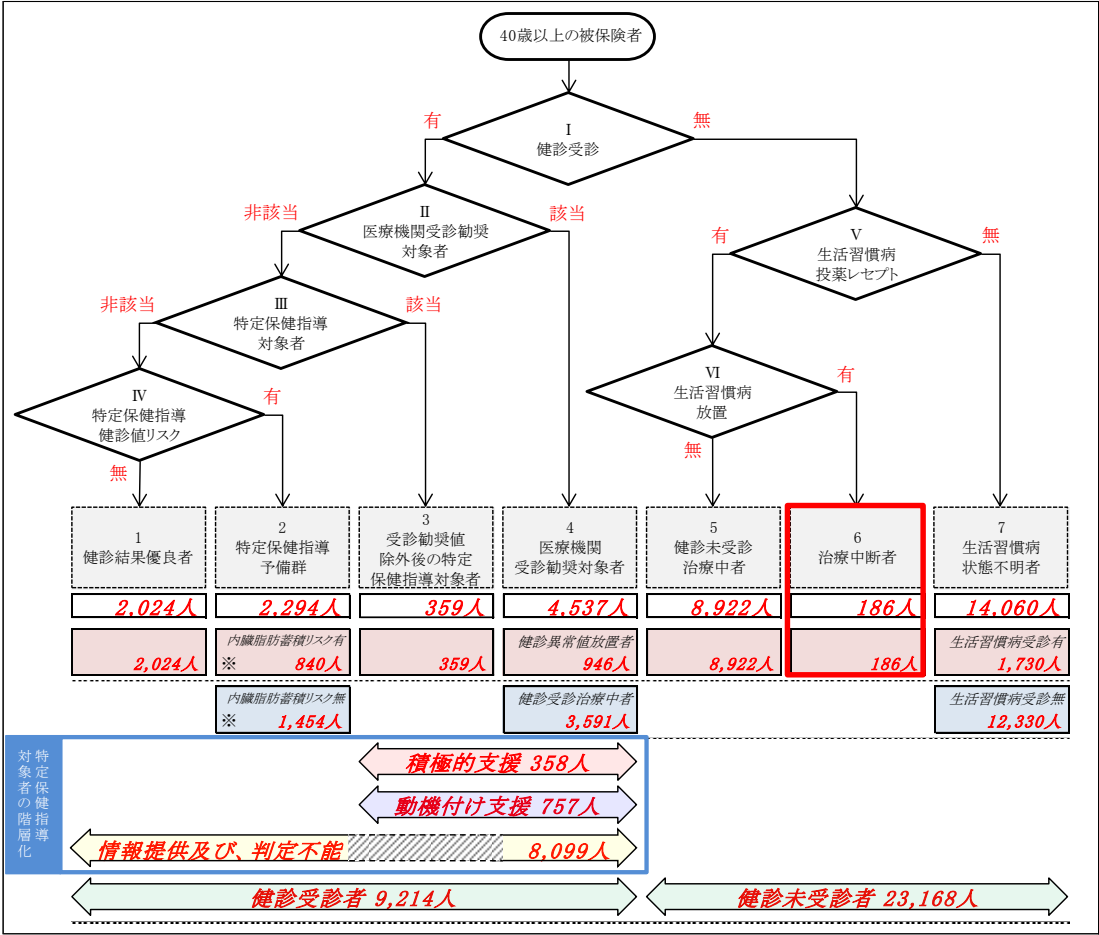 40歳以上の被保険者
Ⅰ
健診受診
有
無
Ⅱ
医療機関受診勧奨
対象者
非該当
該当
Ⅴ
生活習慣病
投薬レセプト
有
無
Ⅲ
特定保健指導
対象者
非該当
該当
Ⅵ
生活習慣病
放置
有
無
Ⅳ
特定保健指導
健診値リスク
有
無
1
健診結果優良者
2
特定保健指導
予備群
3
受診勧奨値
除外後の特定
保健指導対象者
4
医療機関
受診勧奨対象者
5
健診未受診
治療中者
6
治療中断者
7
生活習慣病
状態不明者
2,024人
2,294人
359人
4,537人
8,922人
186人
14,060人
2,024人
内臓脂肪蓄積リスク有
※ 840人
359人
健診異常値放置者
946人
8,922人
186人
生活習慣病受診有
1,730人
内臓脂肪蓄積リスク無
※ 1,454人
健診受診治療中者
3,591人
生活習慣病受診無
12,330人
特定保健指導
対象者の階層化
積極的支援 358人
動機付け支援 757人
情報提供及び、判定不能 8,099人
健診受診者 9,214人
健診未受診者 23,168人